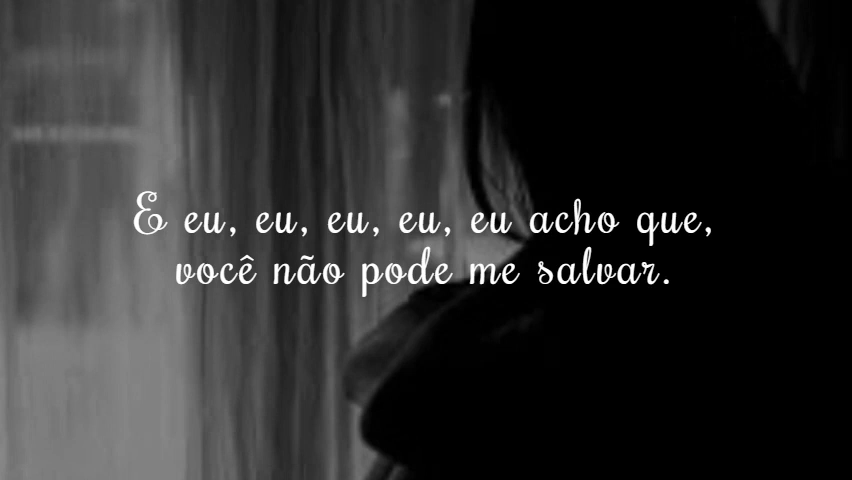 E eu, eu, eu, eu, eu acho que,
você não pode me salvar.